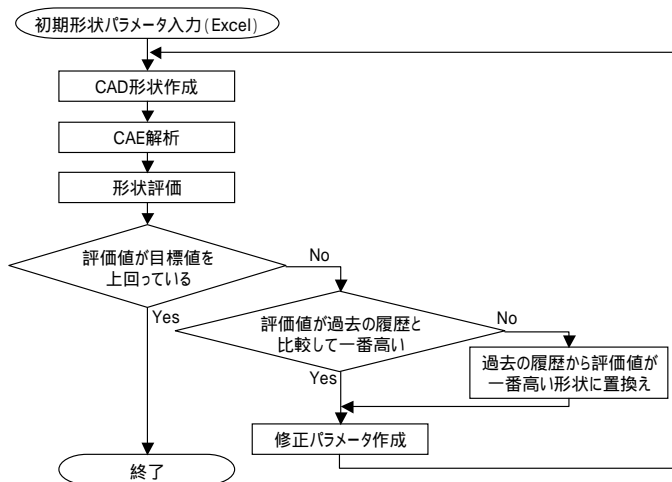 初期形状パラメータ入力(Excel)
CAD形状作成
CAE解析
形状評価
評価値が目標値を
上回っている
No
Yes
評価値が過去の履歴と
比較して一番高い
No
Yes
過去の履歴から評価値が
一番高い形状に置換え
修正パラメータ作成
終了